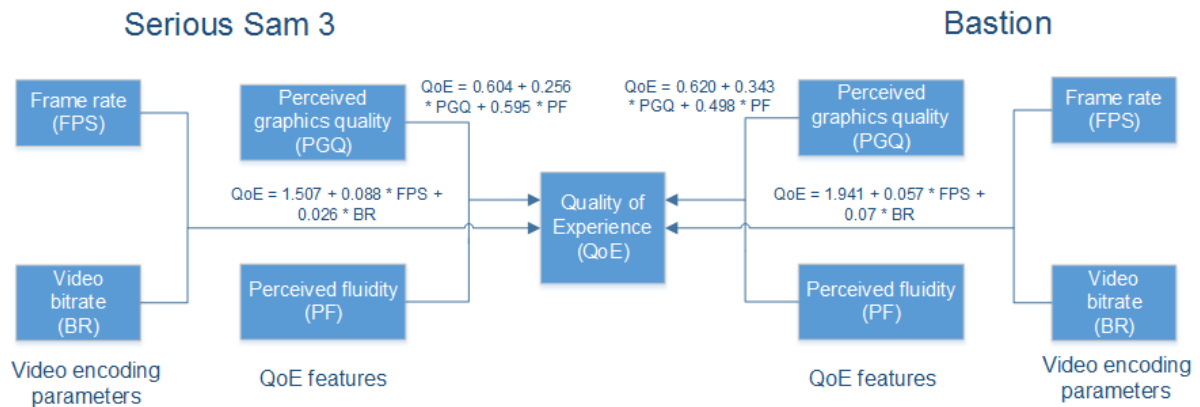 Serious Sam 3
Bastion
Frame rate
(FPS)
Perceived
graphics quality
(PGQ)
QoE = 0.604 + 0.256
* PGQ + 0.595 * PF
QoE = 0.620 + 0.343
* PGQ + 0.498 * PF
Perceived
graphics quality
(PGQ)
Frame rate
(FPS)
QoE = 1.507 + 0.088 * FPS +
0.026 * BR
Quality of
Experience
(QoE)
QoE = 1.941 + 0.057 * FPS +
0.07 * BR
Video
bitrate
(BR)
Perceived fluidity
(PF)
Perceived fluidity
(PF)
Video
bitrate
(BR)
Video encoding
parameters
QoE features
QoE features
Video encoding
parameters